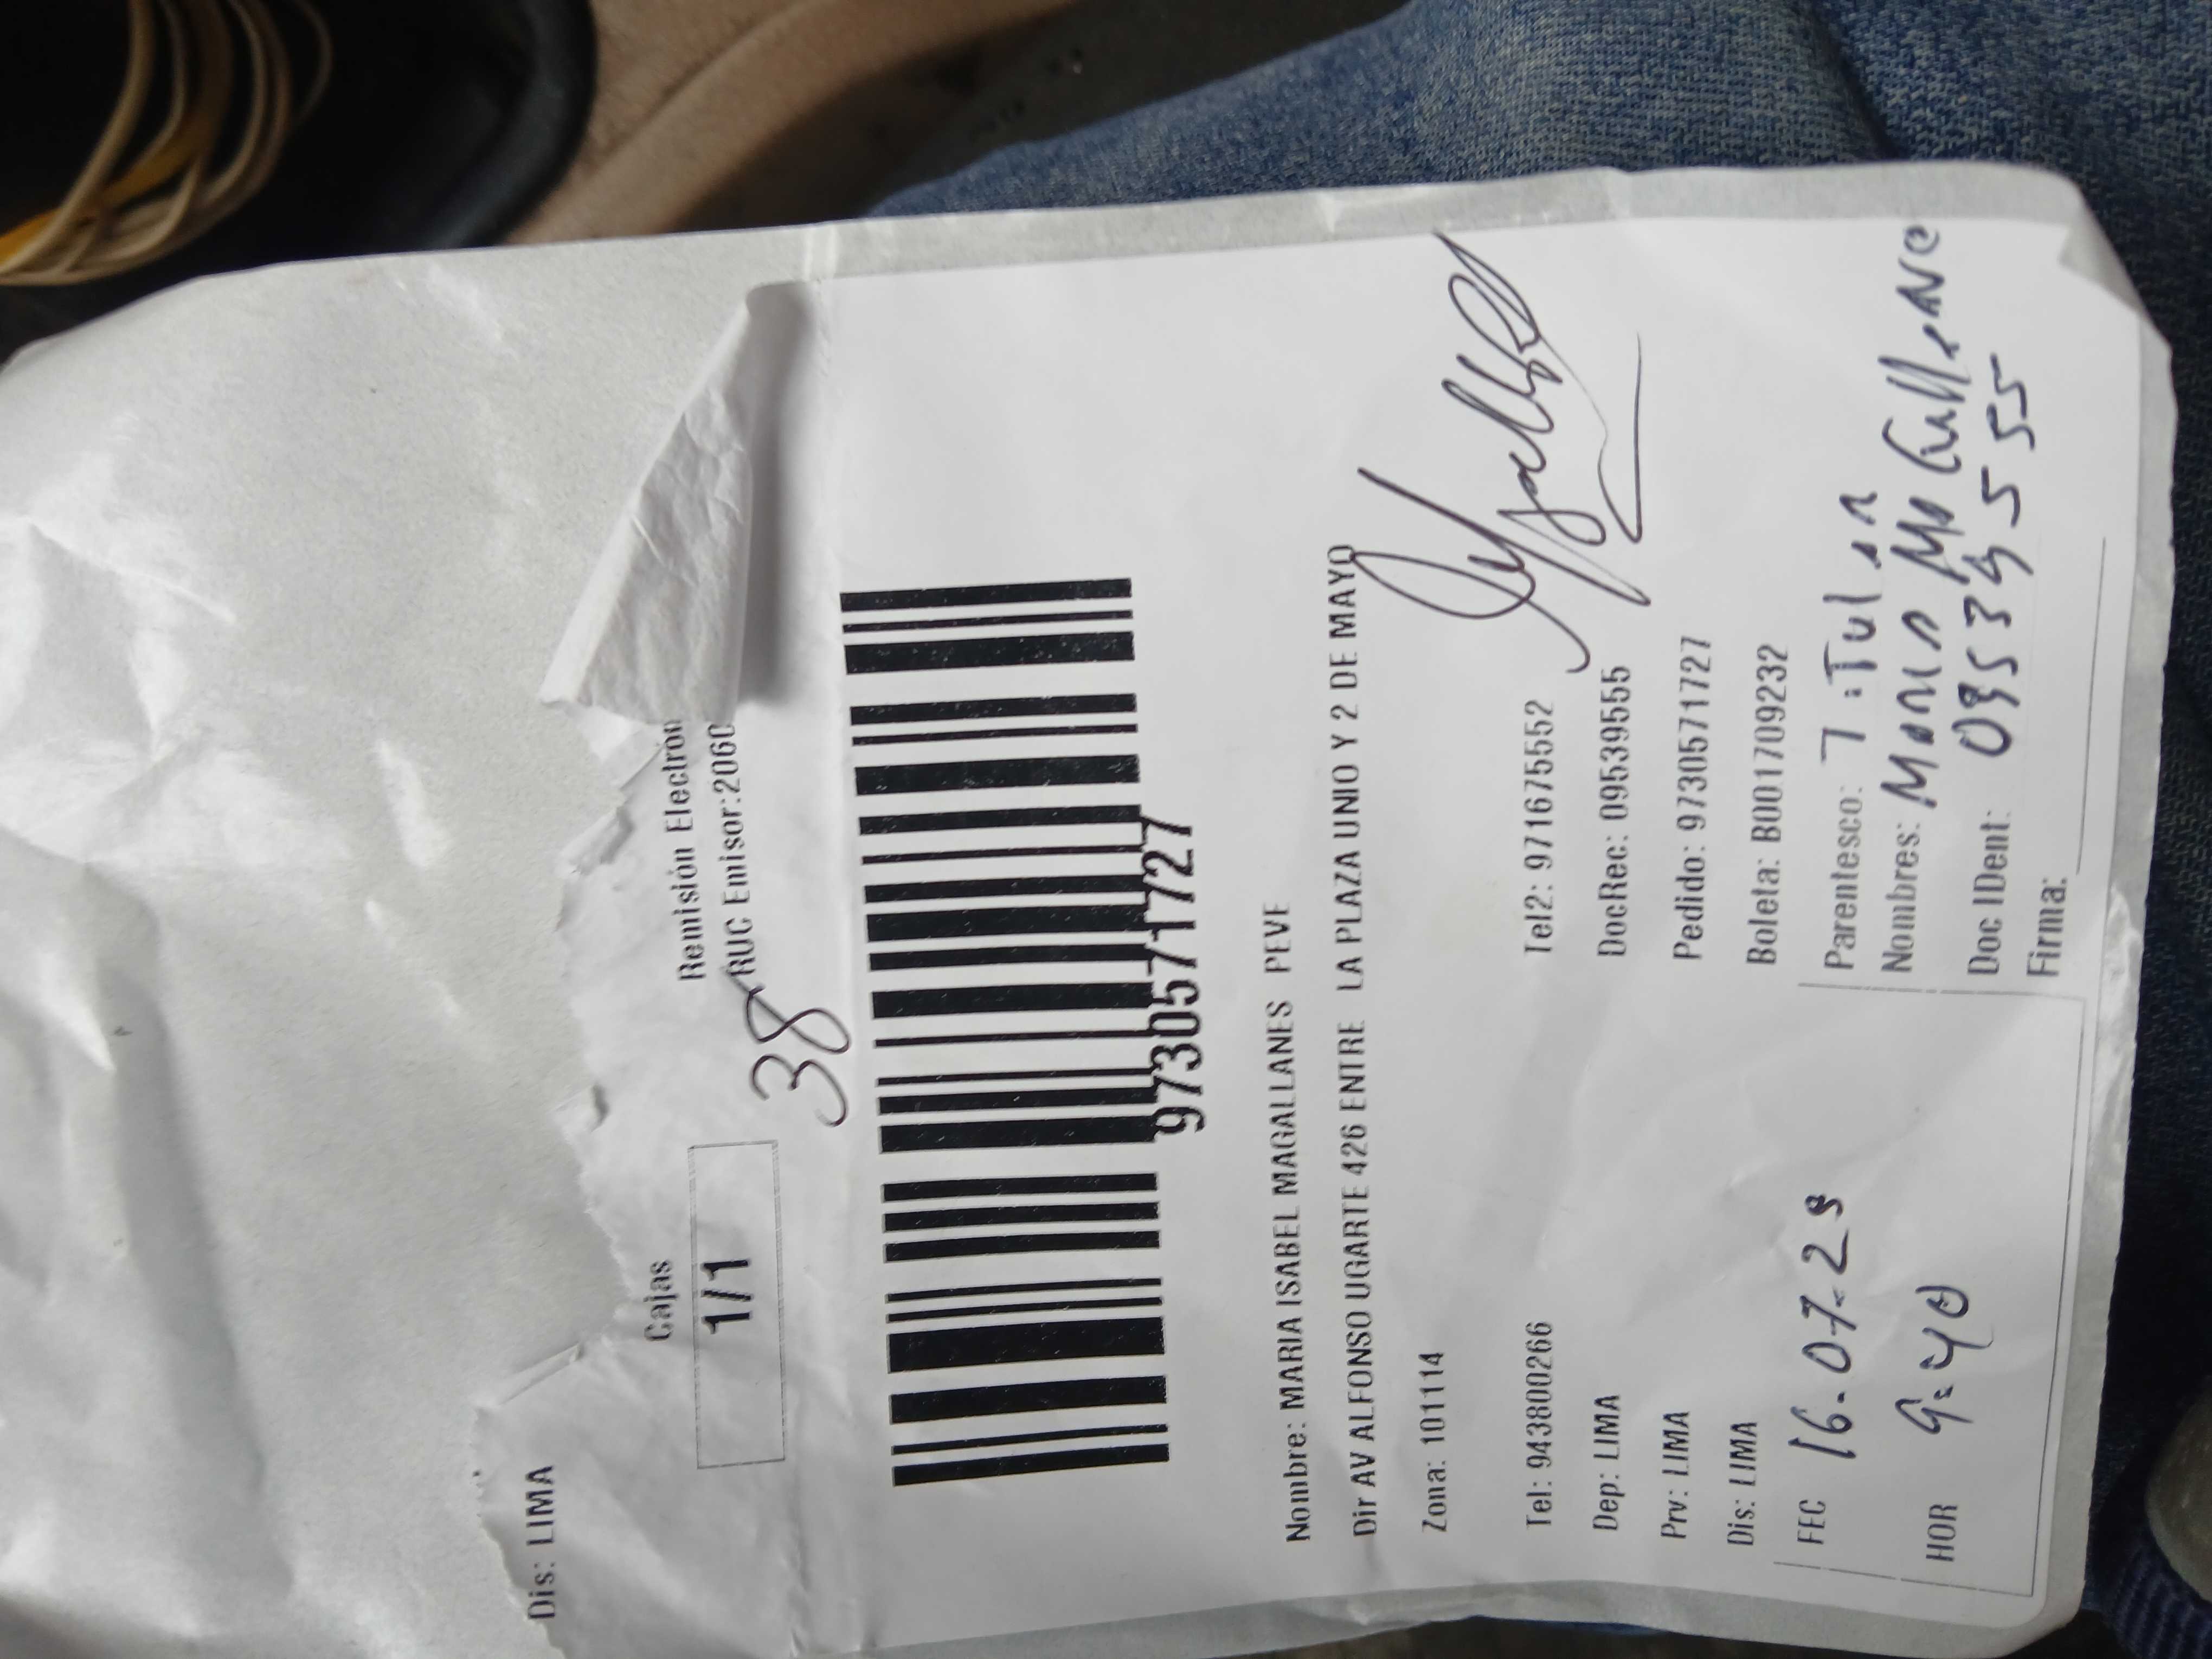 Dis: LIMA
Cajas
1/1
Remisión Electrón
RUC Emisor:2060
38
9730571727
Nombre: MARIA ISABEL MAGALLANES PEVE
Dir AV ALFONSO UGARTE 426 ENTRE LA PLAZA UNIO Y 2 DE MAYO
Zona: 101114
Tel: 943800266 Tel2: 971675552
Dep: LIMA DocRec: 09539555
Prv: LIMA Pedido: 9730571727
Dis: LIMA Boleta: B001709232
FEC 16.07.23 Parentesco:
Nombres:
HOR 9:40 Doc IDent: 09539555
Firma: